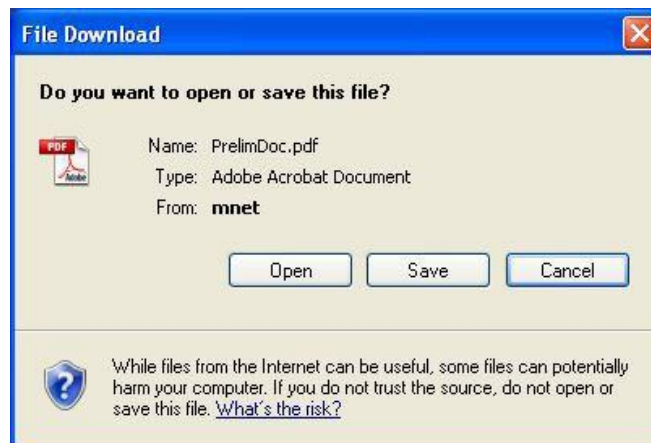 File Download
Do you want to open or save this file?
PDF
Adobe
Name: PrelimDoc.pdf
Type: Adobe Acrobat Document
From: mnet
Open Save Cancel
While files from the Internet can be useful, some files can potentially
harm your computer. If you do not trust the source, do not open or
save this file. What's the risk?